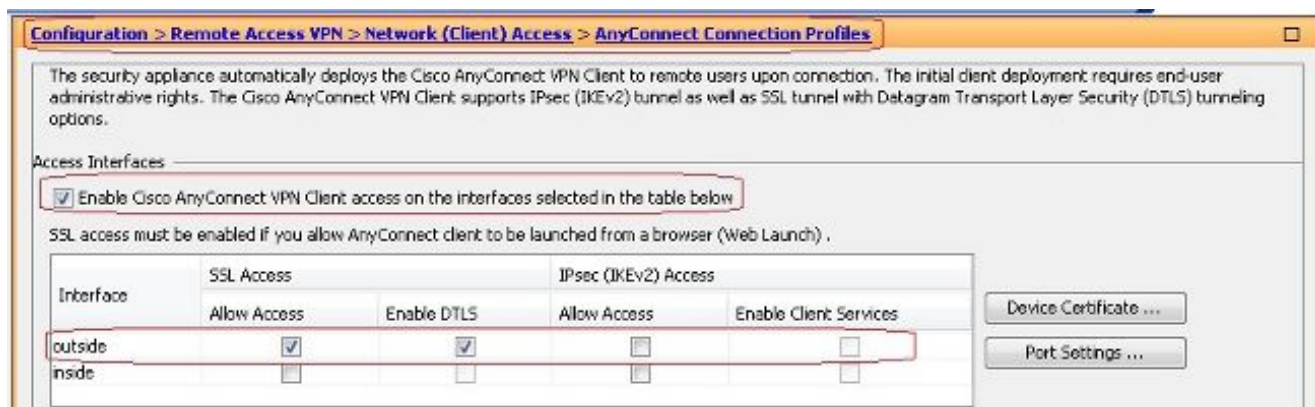 Configuration > Remote Access VPN > Network (Client) Access > AnyConnect Connection Profiles
The security appliance automatically deploys the Cisco AnyConnect VPN Client to remote users upon connection. The initial client deployment requires end-user
administrative rights. The Cisco AnyConnect VPN Client supports IPsec (IKEv2) tunnel as well as SSL tunnel with Datagram Transport Layer Security (DTLS) tunneling
options.
Access Interfaces
Enable Cisco AnyConnect VPN Client access on the interfaces selected in the table below
SSL access must be enabled if you allow AnyConnect client to be launched from a browser (Web Launch) .
Interface
SSL Access
IPsec (IKEv2) Access
Allow Access
Enable DTLS
Allow Access
Enable Client Services
outside
inside
Device Certificate ...
Port Settings ...